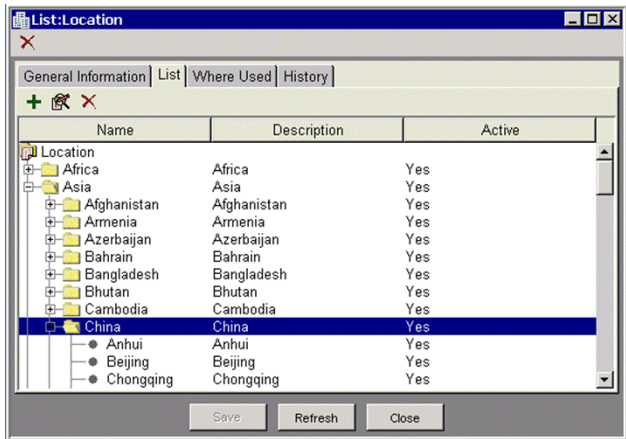 List:Location
General Information List Where Used History
Name Description Active
Location
Africa Africa Yes
Asia Asia Yes
Afghanistan Afghanistan Yes
Armenia Armenia Yes
Azerbaijan Azerbaijan Yes
Bahrain Bahrain Yes
Bangladesh Bangladesh Yes
Bhutan Bhutan Yes
Cambodia Cambodia Yes
China China Yes
Anhui Anhui Yes
Beijing Beijing Yes
Chongqing Chongqing Yes
Save Refresh Close